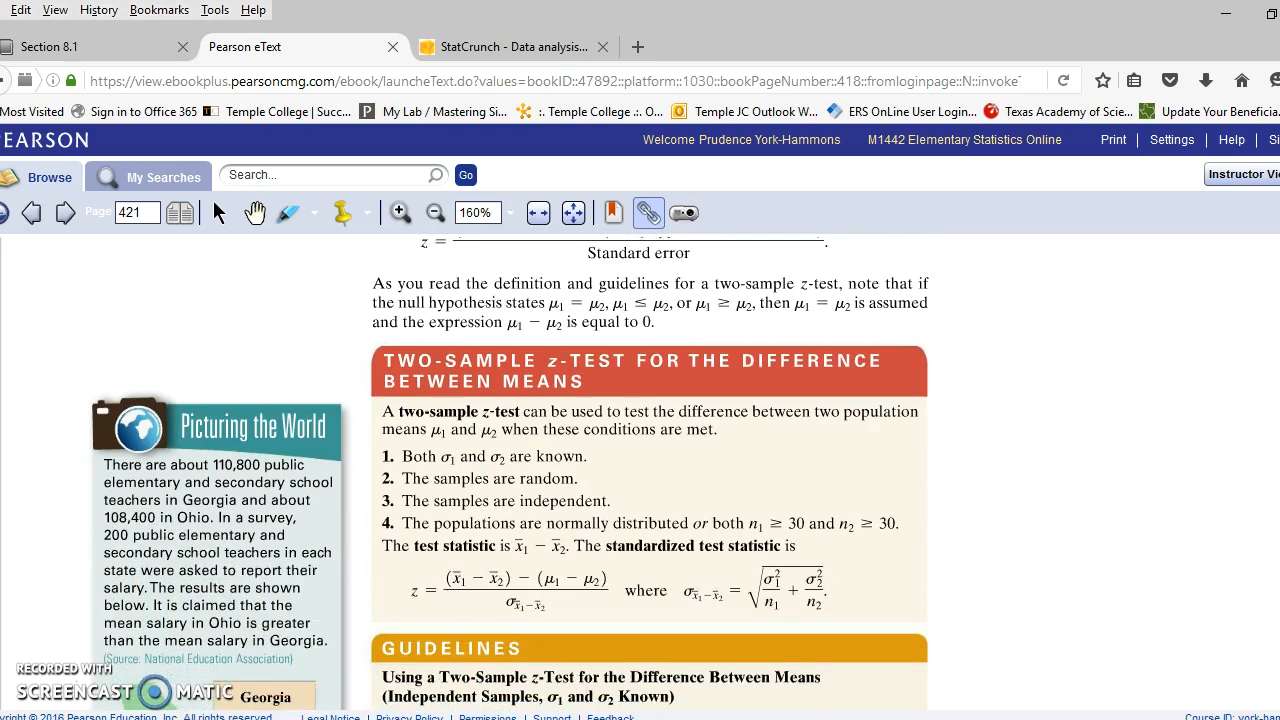 Edit View History Bookmarks Tools Help
Section 8.1
Pearson eText
StatCrunch - Data analysis...
https://view.ebookplus.pearsoncmg.com/ebook/launcheText.do?values=bookID::47892::platform::1030::bookPageNumber::418::fromloginpage::N::invoke
Most Visited Sign in to Office 365 Temple College | Succ... My Lab / Mastering Si... :. Temple College .: O... Temple JC Outlook W... ERS OnLine User Login... Texas Academy of Scie... Update Your Beneficia...
PEARSON Welcome Prudence York-Hammons M1442 Elementary Statistics Online Print Settings Help
Browse My Searches Search... Go Instructor Vie
Page 421 160%
z =
Standard error
.
As you read the definition and guidelines for a two-sample z-test, note that if
the null hypothesis states μ₁ = μ₂, μ₁ ≤ μ₂, or μ₁ ≥ μ₂, then μ₁ = μ₂ is assumed
and the expression μ₁ − μ₂ is equal to 0.
TWO-SAMPLE z-TEST FOR THE DIFFERENCE
BETWEEN MEANS
A two-sample z-test can be used to test the difference between two population
means μ₁ and μ₂ when these conditions are met.
1. Both σ₁ and σ₂ are known.
2. The samples are random.
3. The samples are independent.
4. The populations are normally distributed or both n₁ ≥ 30 and n₂ ≥ 30.
The test statistic is x̄₁ − x̄₂. The standardized test statistic is
z = ((x̄₁ − x̄₂) − (μ₁ − μ₂)) / σx̄₁−x̄₂ where σx̄₁−x̄₂ = √(σ₁²/n₁ + σ₂²/n₂).
GUIDELINES
Using a Two-Sample z-Test for the Difference Between Means
(Independent Samples, σ₁ and σ₂ Known)
Picturing the World
There are about 110,800 public
elementary and secondary school
teachers in Georgia and about
108,400 in Ohio. In a survey,
200 public elementary and
secondary school teachers in each
state were asked to report their
salary. The results are shown
below. It is claimed that the
mean salary in Ohio is greater
than the mean salary in Georgia.
(Source: National Education Association)
Georgia
RECORDED WITH
SCREENCAST MATIC
yright © 2016 Pearson Education, Inc. All rights reserved. Legal Notice | Privacy Policy | Permissions | Support | Feedback